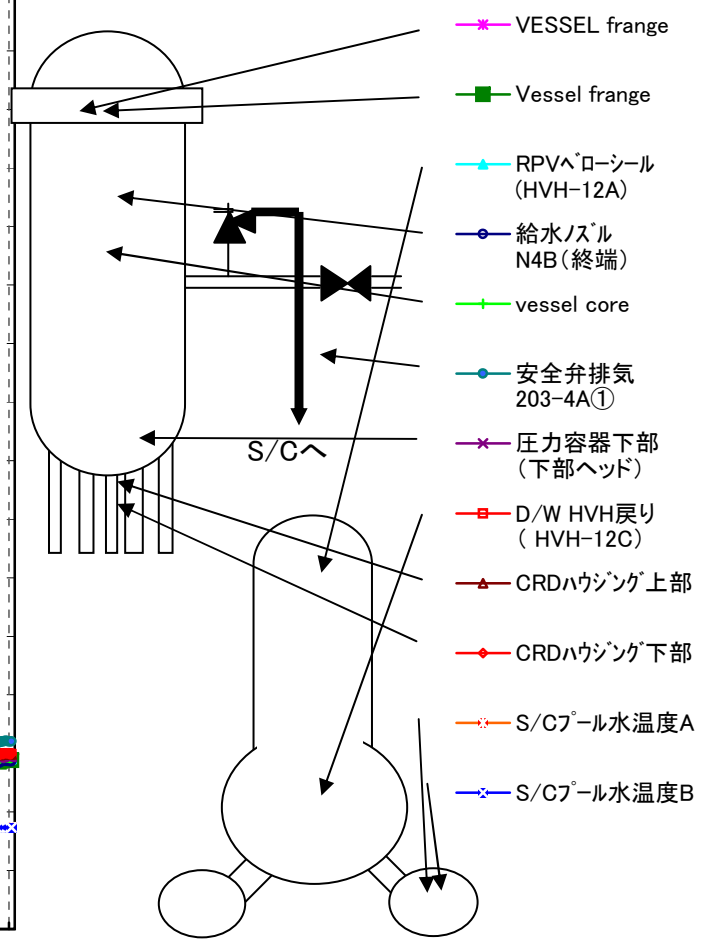 VESSEL frange
Vessel frange
RPVベローシール
(HVH-12A)
給水ノズル
N4B(終端)
vessel core
安全弁排気
203-4A①
圧力容器下部
(下部ヘッド)
D/W HVH戻り
( HVH-12C)
CRDハウジング上部
CRDハウジング下部
S/Cプール水温度A
S/Cプール水温度B
S/Cへ